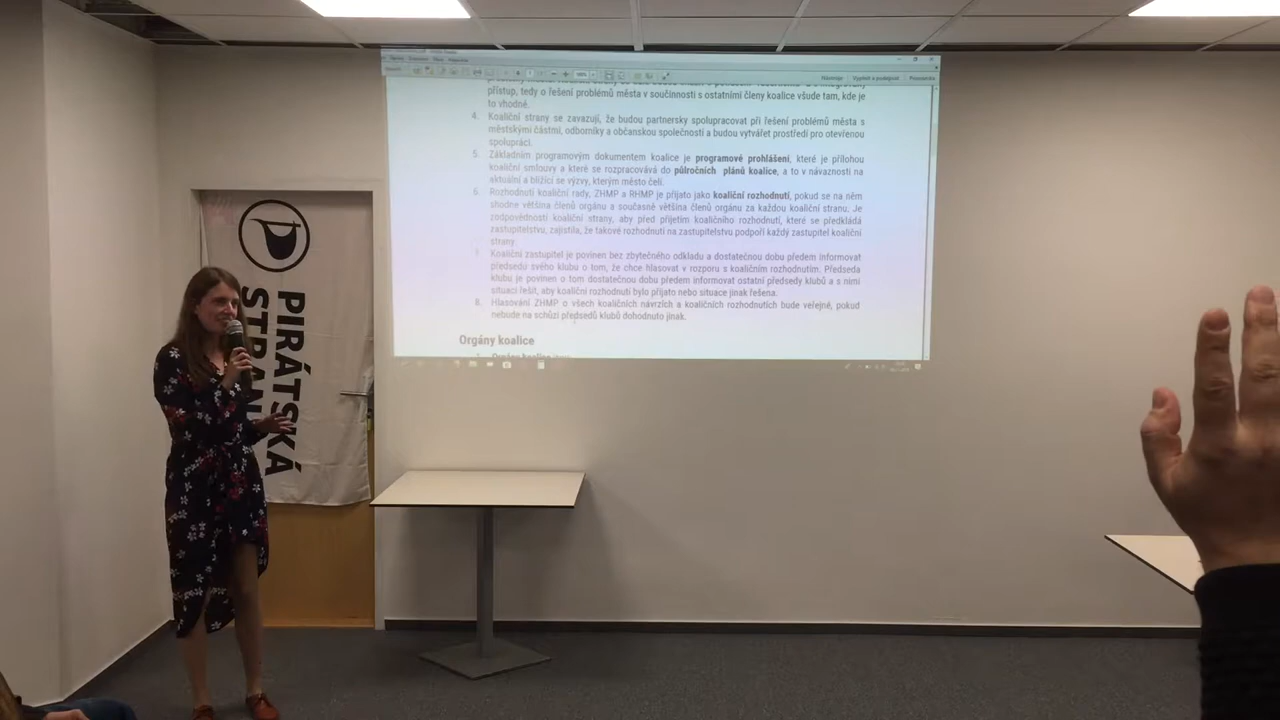 Nástroje Vyplnit a podepsat Poznámka
přístup, tedy o řešení problémů města v součinnosti s ostatními členy koalice všude tam, kde je
to vhodné.
4. Koaliční strany se zavazují, že budou partnersky spolupracovat při řešení problémů města s
městskými částmi, odborníky a občanskou společností a budou vytvářet prostředí pro otevřenou
spolupráci.
5. Základním programovým dokumentem koalice je programové prohlášení, které je přílohou
koaliční smlouvy a které se rozpracovává do půlročních plánů koalice, a to v návaznosti na
aktuální a blížící se výzvy, kterým město čelí.
6. Rozhodnutí koaliční rady, ZHMP a RHMP je přijato jako koaliční rozhodnutí, pokud se na něm
shodne většina členů orgánu a současně většina členů orgánu za každou koaliční stranu. Je
zodpovědností koaliční strany, aby před přijetím koaličního rozhodnutí, které se předkládá
zastupitelstvu, zajistila, že takové rozhodnutí na zastupitelstvu podpoří každý zastupitel koaliční
strany.
7. Koaliční zastupitel je povinen bez zbytečného odkladu a dostatečnou dobu předem informovat
předsedu svého klubu o tom, že chce hlasovat v rozporu s koaličním rozhodnutím. Předseda
klubu je povinen o tom dostatečnou dobu předem informovat ostatní předsedy klubů a s nimi
situaci řešit, aby koaliční rozhodnutí bylo přijato nebo situace jinak řešena.
8. Hlasování ZHMP o všech koaličních návrzích a koaličních rozhodnutích bude veřejné, pokud
nebude na schůzi předsedů klubů dohodnuto jinak.
Orgány koalice
PIRÁTSKÁ
STRAN